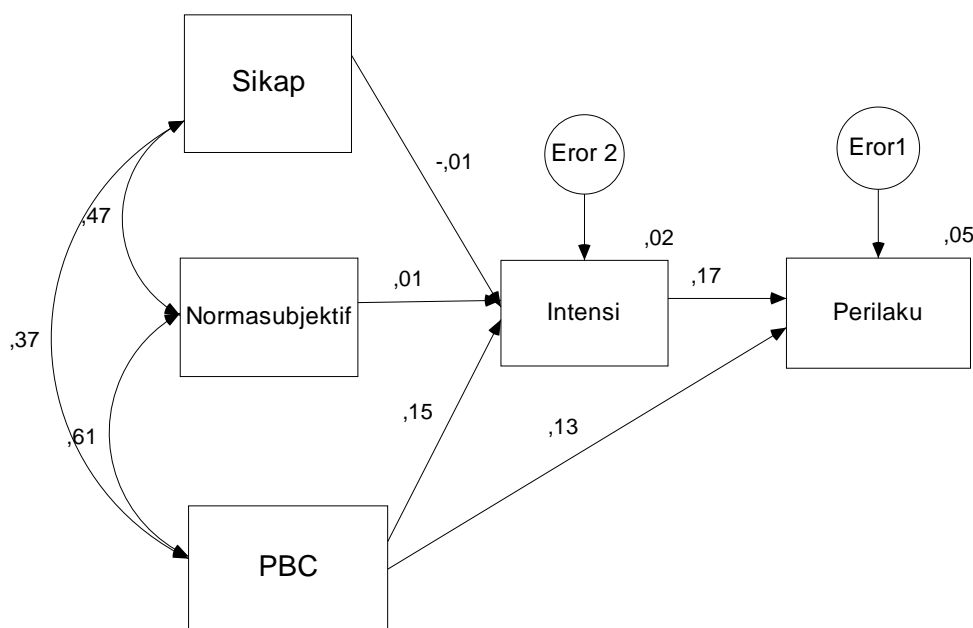 Sikap
Eror 2
Eror1
-,01
,47
,02
,05
Normasubjektif
,01
Intensi
,17
Perilaku
,37
,61
,15
,13
PBC